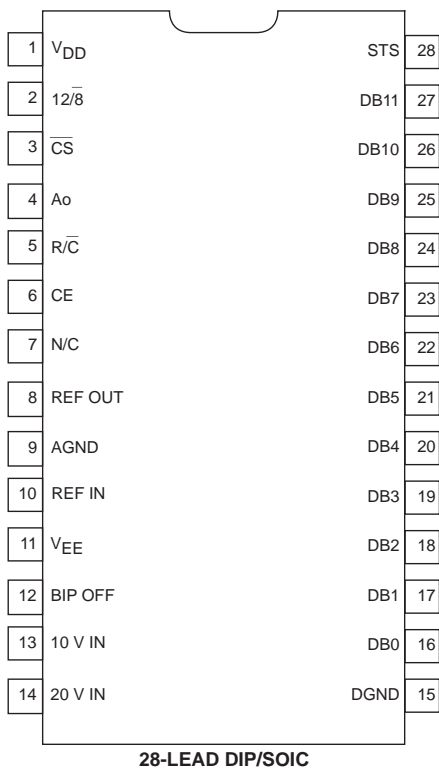 1 VDD
2 12/8̅
3 C̅S̅
4 Ao
5 R/C̅
6 CE
7 N/C
8 REF OUT
9 AGND
10 REF IN
11 VEE
12 BIP OFF
13 10 V IN
14 20 V IN
STS 28
DB11 27
DB10 26
DB9 25
DB8 24
DB7 23
DB6 22
DB5 21
DB4 20
DB3 19
DB2 18
DB1 17
DB0 16
DGND 15
28-LEAD DIP/SOIC